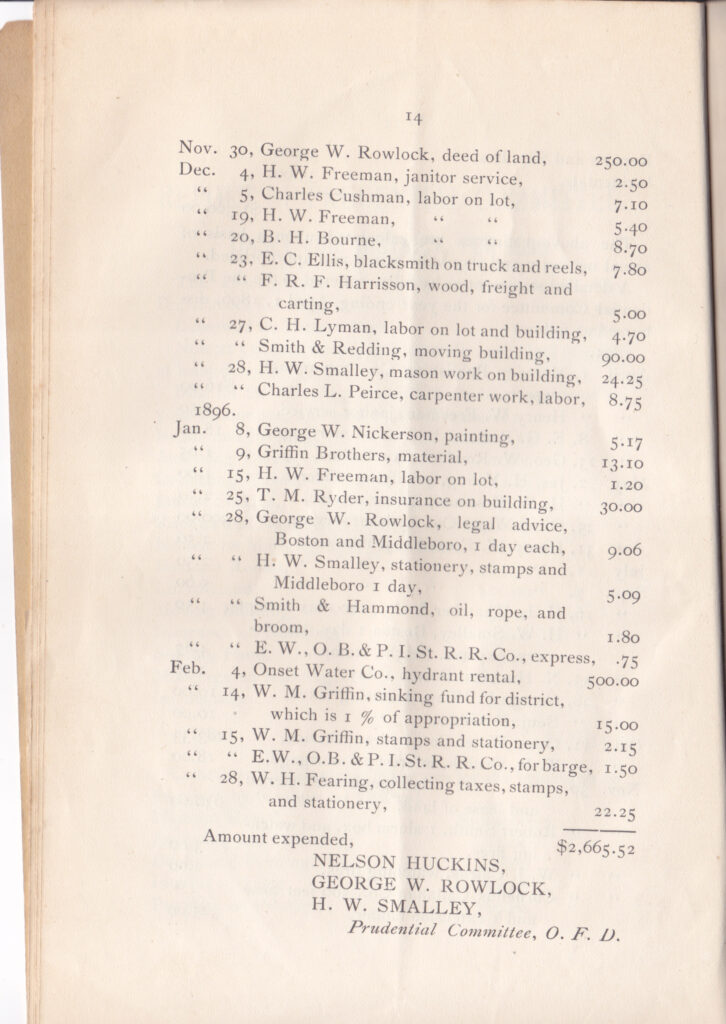 14
Nov. 30, George W. Rowlock, deed of land, 250.00
Dec. 4, H. W. Freeman, janitor service, 2.50
“ 5, Charles Cushman, labor on lot, 7.10
“ 19, H. W. Freeman, “ “ 5.40
“ 20, B. H. Bourne, “ “ 8.70
“ 23, E. C. Ellis, blacksmith on truck and reels, 7.80
“ “ F. R. F. Harrisson, wood, freight and
carting, 5.00
“ 27, C. H. Lyman, labor on lot and building, 4.70
“ “ Smith & Redding, moving building, 90.00
“ 28, H. W. Smalley, mason work on building, 24.25
“ “ Charles L. Peirce, carpenter work, labor, 8.75
1896.
Jan. 8, George W. Nickerson, painting, 5.17
“ 9, Griffin Brothers, material, 13.10
“ 15, H. W. Freeman, labor on lot, 1.20
“ 25, T. M. Ryder, insurance on building, 30.00
“ 28, George W. Rowlock, legal advice,
Boston and Middleboro, 1 day each, 9.06
“ “ H. W. Smalley, stationery, stamps and
Middleboro 1 day, 5.09
“ “ Smith & Hammond, oil, rope, and
broom, 1.80
“ “ E. W., O. B. & P. I. St. R. R. Co., express, .75
Feb. 4, Onset Water Co., hydrant rental, 500.00
“ 14, W. M. Griffin, sinking fund for district,
which is 1 % of appropriation, 15.00
“ 15, W. M. Griffin, stamps and stationery, 2.15
“ “ E.W., O.B. & P. I. St. R. R. Co., for barge, 1.50
“ 28, W. H. Fearing, collecting taxes, stamps,
and stationery, 22.25
Amount expended, $2,665.52
NELSON HUCKINS,
GEORGE W. ROWLOCK,
H. W. SMALLEY,
Prudential Committee, O. F. D.